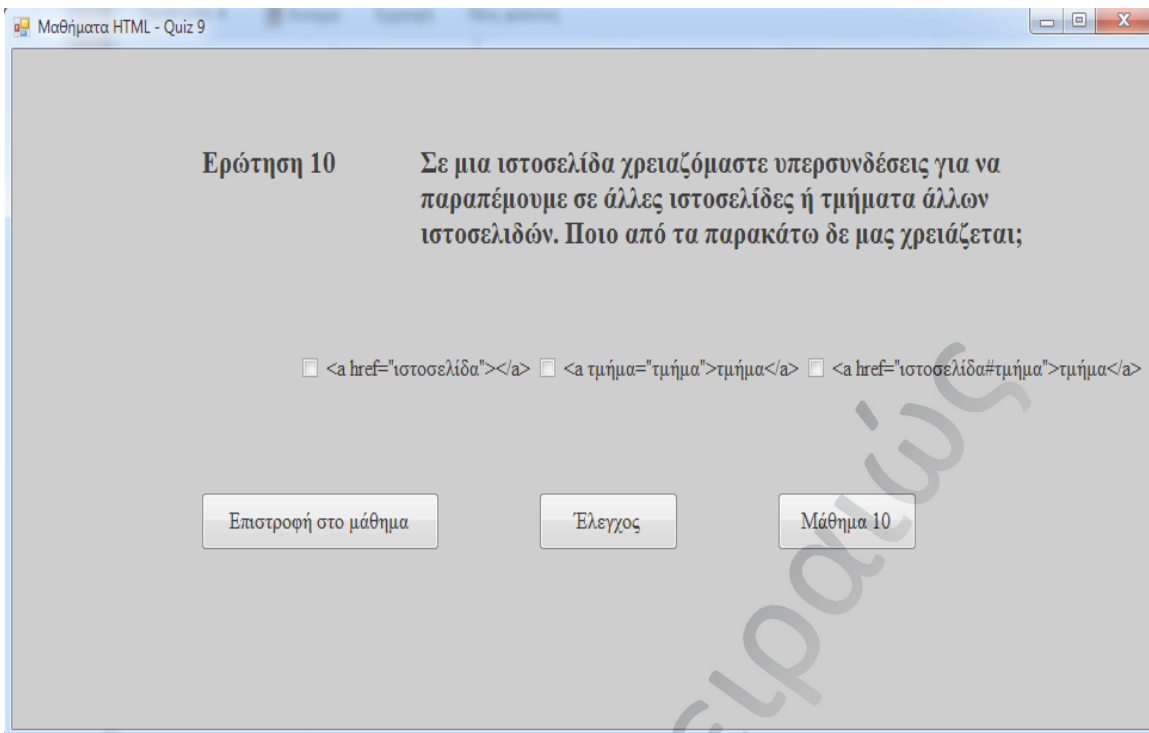 Μαθήματα HTML - Quiz 9
Ερώτηση 10
Σε μια ιστοσελίδα χρειαζόμαστε υπερσυνδέσεις για να
παραπέμουμε σε άλλες ιστοσελίδες ή τμήματα άλλων
ιστοσελιδών. Ποιο από τα παρακάτω δε μας χρειάζεται;
<a href="ιστοσελίδα"></a> <a τμήμα="τμήμα">τμήμα</a> <a href="ιστοσελίδα#τμήμα">τμήμα</a>
Επιστροφή στο μάθημα Έλεγχος Μάθημα 10
ειραιώς